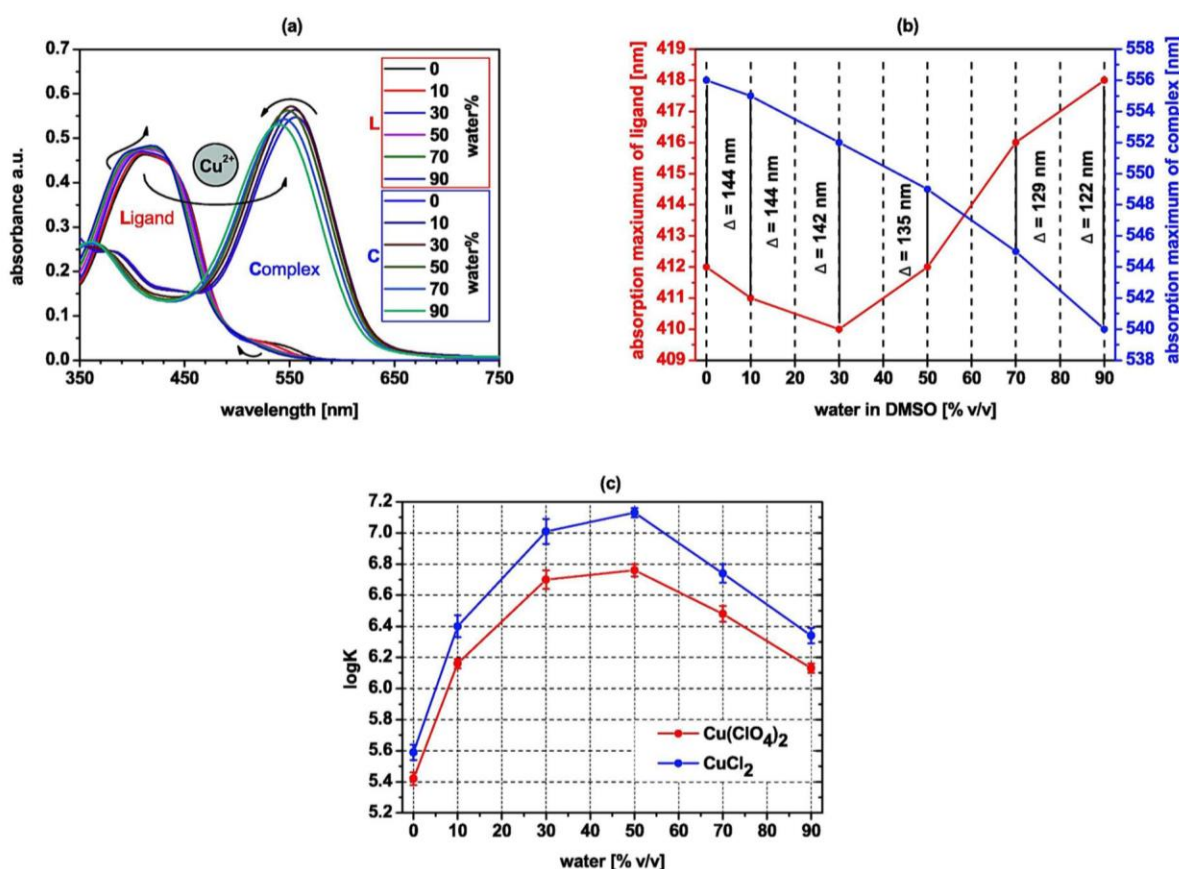 (a)
absorbance a.u.
0.7
0.6
0.5
0.4
0.3
0.2
0.1
0.0
350
450
550
650
750
wavelength [nm]
Cu2+
Ligand
Complex
L
0
10
30
50
70
90
water%
C
0
10
30
50
70
90
water%
(b)
absorption maxiumum of ligand [nm]
419
418
417
416
415
414
413
412
411
410
409
Δ = 144 nm
Δ = 144 nm
Δ = 142 nm
Δ = 135 nm
Δ = 129 nm
Δ = 122 nm
558
556
554
552
550
548
546
544
542
540
538
absorption maximum of complex [nm]
0 10 20 30 40 50 60 70 80 90
water in DMSO [% v/v]
(c)
logK
7.2
7.0
6.8
6.6
6.4
6.2
6.0
5.8
5.6
5.4
5.2
Cu(ClO4)2
CuCl2
0 10 20 30 40 50 60 70 80 90
water [% v/v]